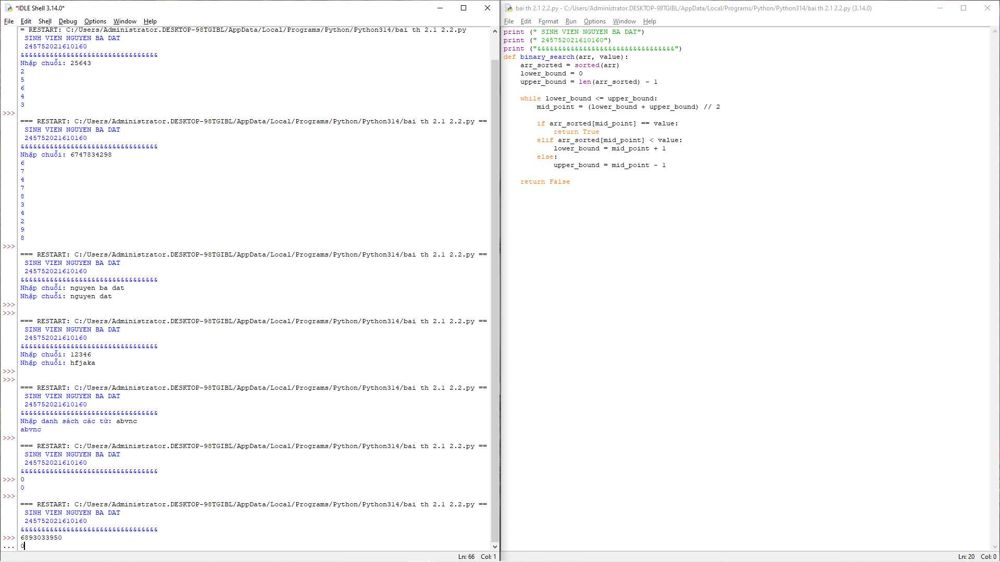 *IDLE Shell 3.14.0*
File Edit Shell Debug Options Window Help
= RESTART: C:/Users/Administrator.DESKTOP-98TGIBL/AppData/Local/Programs/Python/Python314/bai th 2.1 2.2.py
SINH VIEN NGUYEN BA DAT
245752021610160
&&&&&&&&&&&&&&&&&&&&&&&&&&&&&&&&&
Nhập chuỗi: 25643
2
5
6
4
3
>>>
=== RESTART: C:/Users/Administrator.DESKTOP-98TGIBL/AppData/Local/Programs/Python/Python314/bai th 2.1 2.2.py ==
SINH VIEN NGUYEN BA DAT
245752021610160
&&&&&&&&&&&&&&&&&&&&&&&&&&&&&&&&&
Nhập chuỗi: 6747834298
6
7
4
7
8
3
4
2
9
8
>>>
=== RESTART: C:/Users/Administrator.DESKTOP-98TGIBL/AppData/Local/Programs/Python/Python314/bai th 2.1 2.2.py ==
SINH VIEN NGUYEN BA DAT
245752021610160
&&&&&&&&&&&&&&&&&&&&&&&&&&&&&&&&&
Nhập chuỗi: nguyen ba dat
Nhập chuỗi: nguyen dat
>>>
>>>
=== RESTART: C:/Users/Administrator.DESKTOP-98TGIBL/AppData/Local/Programs/Python/Python314/bai th 2.1 2.2.py ==
SINH VIEN NGUYEN BA DAT
245752021610160
&&&&&&&&&&&&&&&&&&&&&&&&&&&&&&&&&
Nhập chuỗi: 12346
Nhập chuỗi: hfjaka
>>>
>>>
=== RESTART: C:/Users/Administrator.DESKTOP-98TGIBL/AppData/Local/Programs/Python/Python314/bai th 2.1 2.2.py ==
SINH VIEN NGUYEN BA DAT
245752021610160
&&&&&&&&&&&&&&&&&&&&&&&&&&&&&&&&&
Nhập danh sách các từ: abvnc
abvnc
>>>
=== RESTART: C:/Users/Administrator.DESKTOP-98TGIBL/AppData/Local/Programs/Python/Python314/bai th 2.1 2.2.py ==
SINH VIEN NGUYEN BA DAT
245752021610160
&&&&&&&&&&&&&&&&&&&&&&&&&&&&&&&&&
>>> 0
0
>>>
=== RESTART: C:/Users/Administrator.DESKTOP-98TGIBL/AppData/Local/Programs/Python/Python314/bai th 2.1 2.2.py ==
SINH VIEN NGUYEN BA DAT
245752021610160
&&&&&&&&&&&&&&&&&&&&&&&&&&&&&&&&&
>>> 6893033950
... 0
Ln: 66 Col: 1
bai th 2.1 2.2.py - C:/Users/Administrator.DESKTOP-98TGIBL/AppData/Local/Programs/Python/Python314/bai th 2.1 2.2.py (3.14.0)
File Edit Format Run Options Window Help
print (" SINH VIEN NGUYEN BA DAT")
print (" 245752021610160")
print ("&&&&&&&&&&&&&&&&&&&&&&&&&&&&&&&&&")
def binary_search(arr, value):
    arr_sorted = sorted(arr)
    lower_bound = 0
    upper_bound = len(arr_sorted) - 1
    while lower_bound <= upper_bound:
        mid_point = (lower_bound + upper_bound) // 2
        if arr_sorted[mid_point] == value:
            return True
        elif arr_sorted[mid_point] < value:
            lower_bound = mid_point + 1
        else:
            upper_bound = mid_point - 1
    return False
Ln: 20 Col: 0